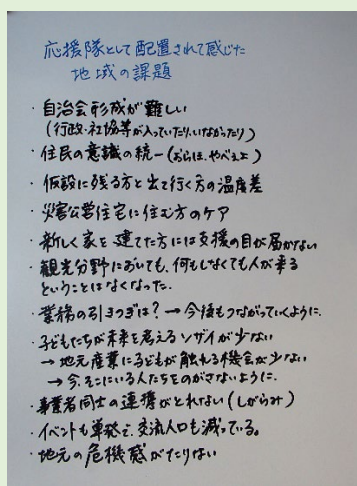 応援隊として配置されて感じた
地域の課題
・自治会形成が難しい
(行政・社協等が入っていたり、いなかったり)
・住民の意識の統一(おらほ、やべぇよ)
・仮設に残る方と出て行く方の温度差
・災害公営住宅に住む方のケア
・新しく家を建てた方には支援の目が届かない
・観光分野においても、何もしなくても人が来る
ということはなくなった。
・業務の引きつぎは?→今後もつながっていくように。
・子どもたちが未来を考えるソザイが少ない
→地元産業に子どもが触れる機会が少ない
→今、そこにいる人たちをのがさないように。
・事業者同士の連携がとれない(しがらみ)
・イベントも単発で、交流人口も減っている。
・地元の危機感がたりない